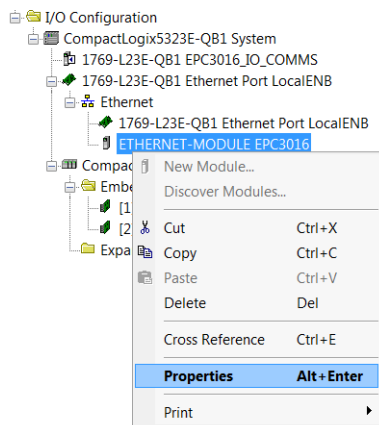 I/O Configuration
CompactLogix5323E-QB1 System
1769-L23E-QB1 EPC3016_IO_COMMS
1769-L23E-QB1 Ethernet Port LocalENB
Ethernet
1769-L23E-QB1 Ethernet Port LocalENB
ETHERNET-MODULE EPC3016
Compac
Embe
[1
[2
Expa
New Module...
Discover Modules...
Cut Ctrl+X
Copy Ctrl+C
Paste Ctrl+V
Delete Del
Cross Reference Ctrl+E
Properties Alt+Enter
Print